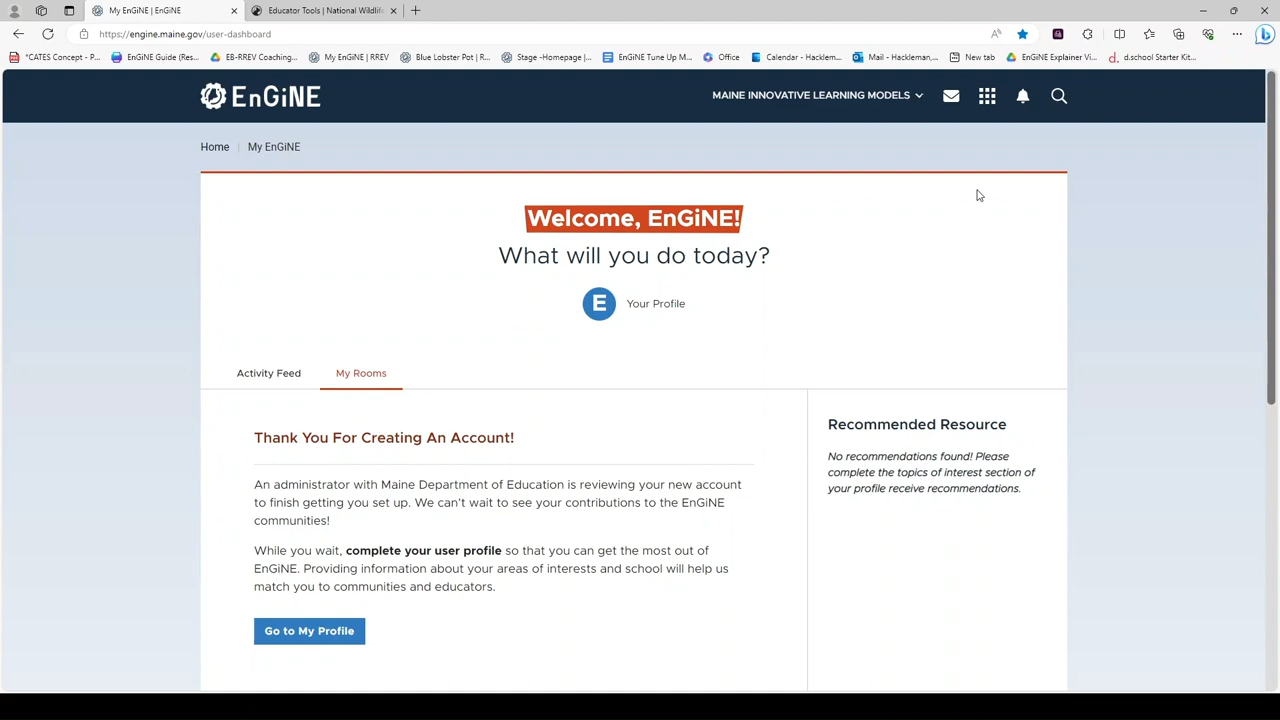 My EnGiNE | EnGiNE
Educator Tools | National Wildlife
https://engine.maine.gov/user-dashboard
*CATES Concept - P...
EnGiNE Guide (Res...
EB-RREV Coaching...
My EnGiNE | RREV
Blue Lobster Pot | R...
Stage -Homepage |...
EnGiNE Tune Up M...
Office
Calendar - Hacklem...
Mail - Hackleman,...
New tab
EnGiNE Explainer Vi...
d.school Starter Kit...
EnGiNE
MAINE INNOVATIVE LEARNING MODELS
Home | My EnGiNE
Welcome, EnGiNE!
What will you do today?
E Your Profile
Activity Feed
My Rooms
Thank You For Creating An Account!
An administrator with Maine Department of Education is reviewing your new account
to finish getting you set up. We can't wait to see your contributions to the EnGiNE
communities!
While you wait, complete your user profile so that you can get the most out of
EnGiNE. Providing information about your areas of interests and school will help us
match you to communities and educators.
Go to My Profile
Recommended Resource
No recommendations found! Please
complete the topics of interest section of
your profile receive recommendations.